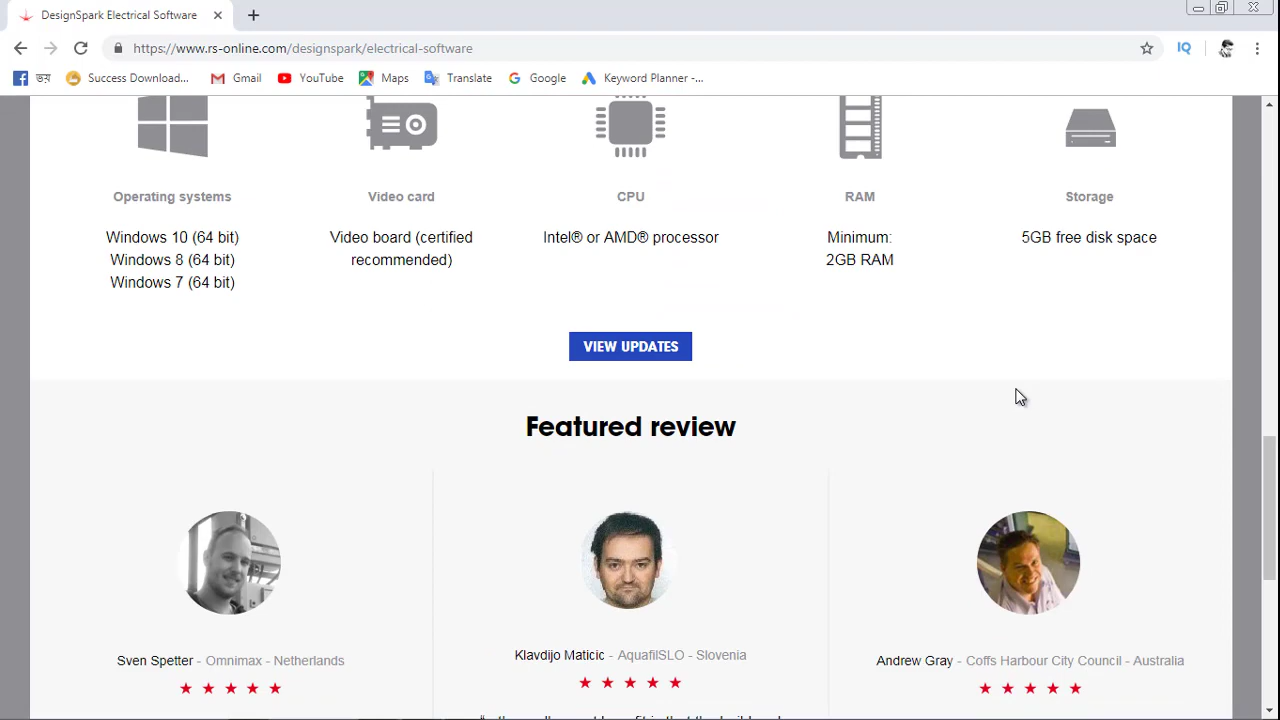 DesignSpark Electrical Software
https://www.rs-online.com/designspark/electrical-software
IQ
জয় Success Download... Gmail YouTube Maps Translate Google Keyword Planner -...
Operating systems Video card CPU RAM Storage
Windows 10 (64 bit) Video board (certified Intel® or AMD® processor Minimum: 5GB free disk space
Windows 8 (64 bit) recommended) 2GB RAM
Windows 7 (64 bit)
VIEW UPDATES
Featured review
Sven Spetter - Omnimax - Netherlands
Klavdijo Maticic - AquafilSLO - Slovenia
Andrew Gray - Coffs Harbour City Council - Australia